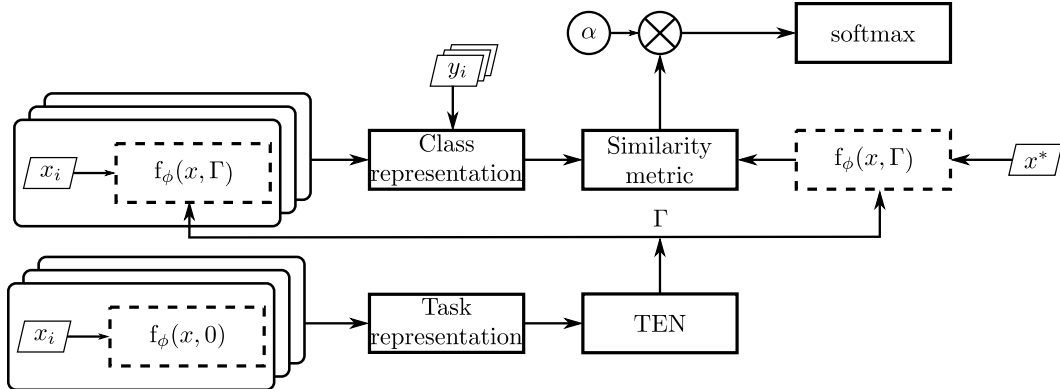 α
softmax
y_i
x_i
f_ϕ(x, Γ)
Class
representation
Similarity
metric
f_ϕ(x, Γ)
x*
Γ
x_i
f_ϕ(x, 0)
Task
representation
TEN